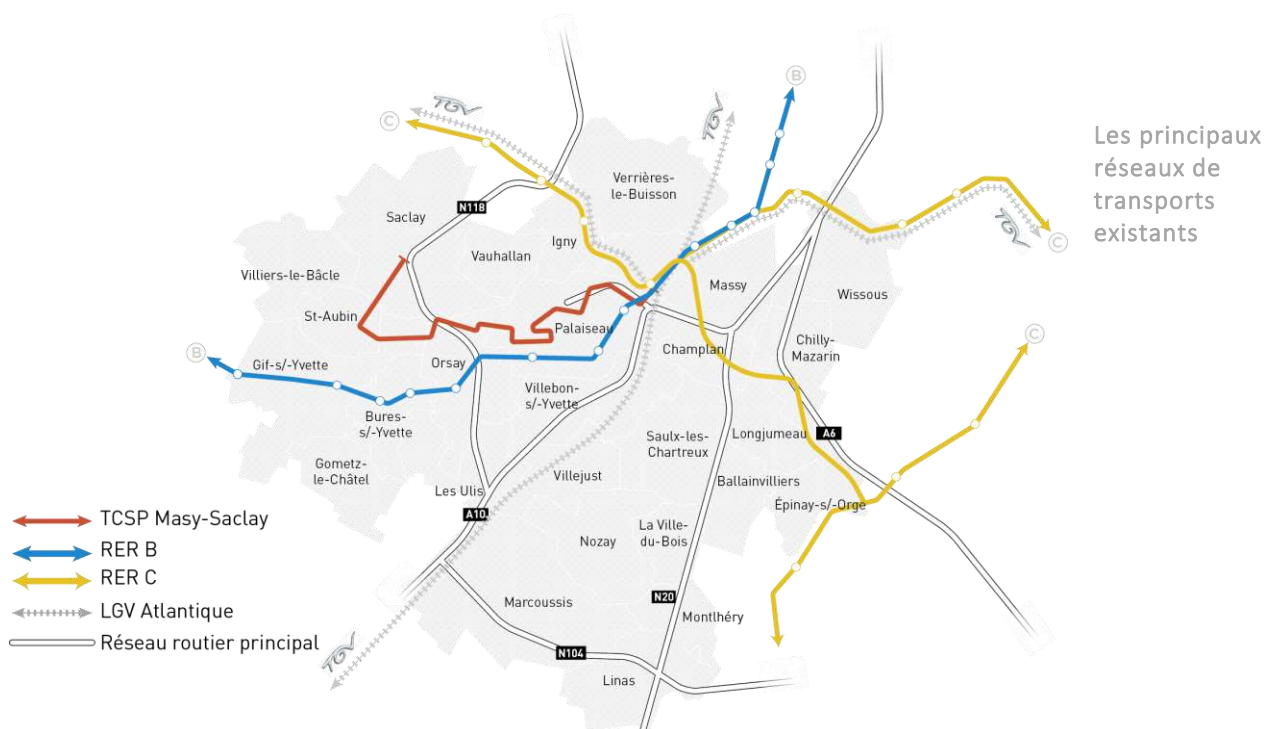 Les principaux
réseaux de
transports
existants
B
TGV
C
TGV
Verrières-
le-Buisson
N118
Saclay
TGV
C
Igny
Vauhallan
Villiers-le-Bâcle
Massy
Wissous
St-Aubin
Palaiseau
C
Champlan
Chilly-
Mazarin
B
Gif-s/-Yvette
Orsay
Villebon-
s/-Yvette
Bures-
s/-Yvette
Saulx-les-
Chartreux
Longjumeau
A6
Gometz-
le-Châtel
Villejust
Ballainvilliers
Les Ulis
Épinay-s/-Orge
A10
La Ville-
du-Bois
Nozay
N20
Marcoussis
Montlhéry
TGV
N104
Linas
TCSP Masy-Saclay
RER B
RER C
LGV Atlantique
Réseau routier principal